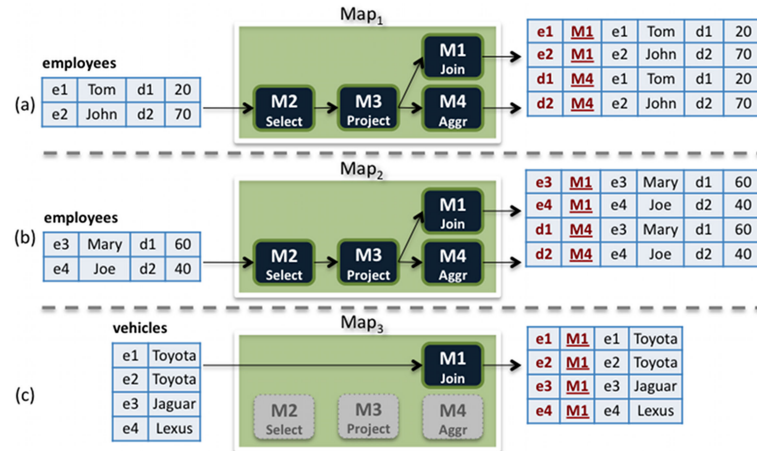 Map1
employees
(a)
e1 Tom d1 20
e2 John d2 70
M2 Select
M3 Project
M1 Join
M4 Aggr
e1 M1 e1 Tom d1 20
e2 M1 e2 John d2 70
d1 M4 e1 Tom d1 20
d2 M4 e2 John d2 70
Map2
employees
(b)
e3 Mary d1 60
e4 Joe d2 40
M2 Select
M3 Project
M1 Join
M4 Aggr
e3 M1 e3 Mary d1 60
e4 M1 e4 Joe d2 40
d1 M4 e3 Mary d1 60
d2 M4 e4 Joe d2 40
Map3
vehicles
(c)
e1 Toyota
e2 Toyota
e3 Jaguar
e4 Lexus
M1 Join
M2 Select
M3 Project
M4 Aggr
e1 M1 e1 Toyota
e2 M1 e2 Toyota
e3 M1 e3 Jaguar
e4 M1 e4 Lexus